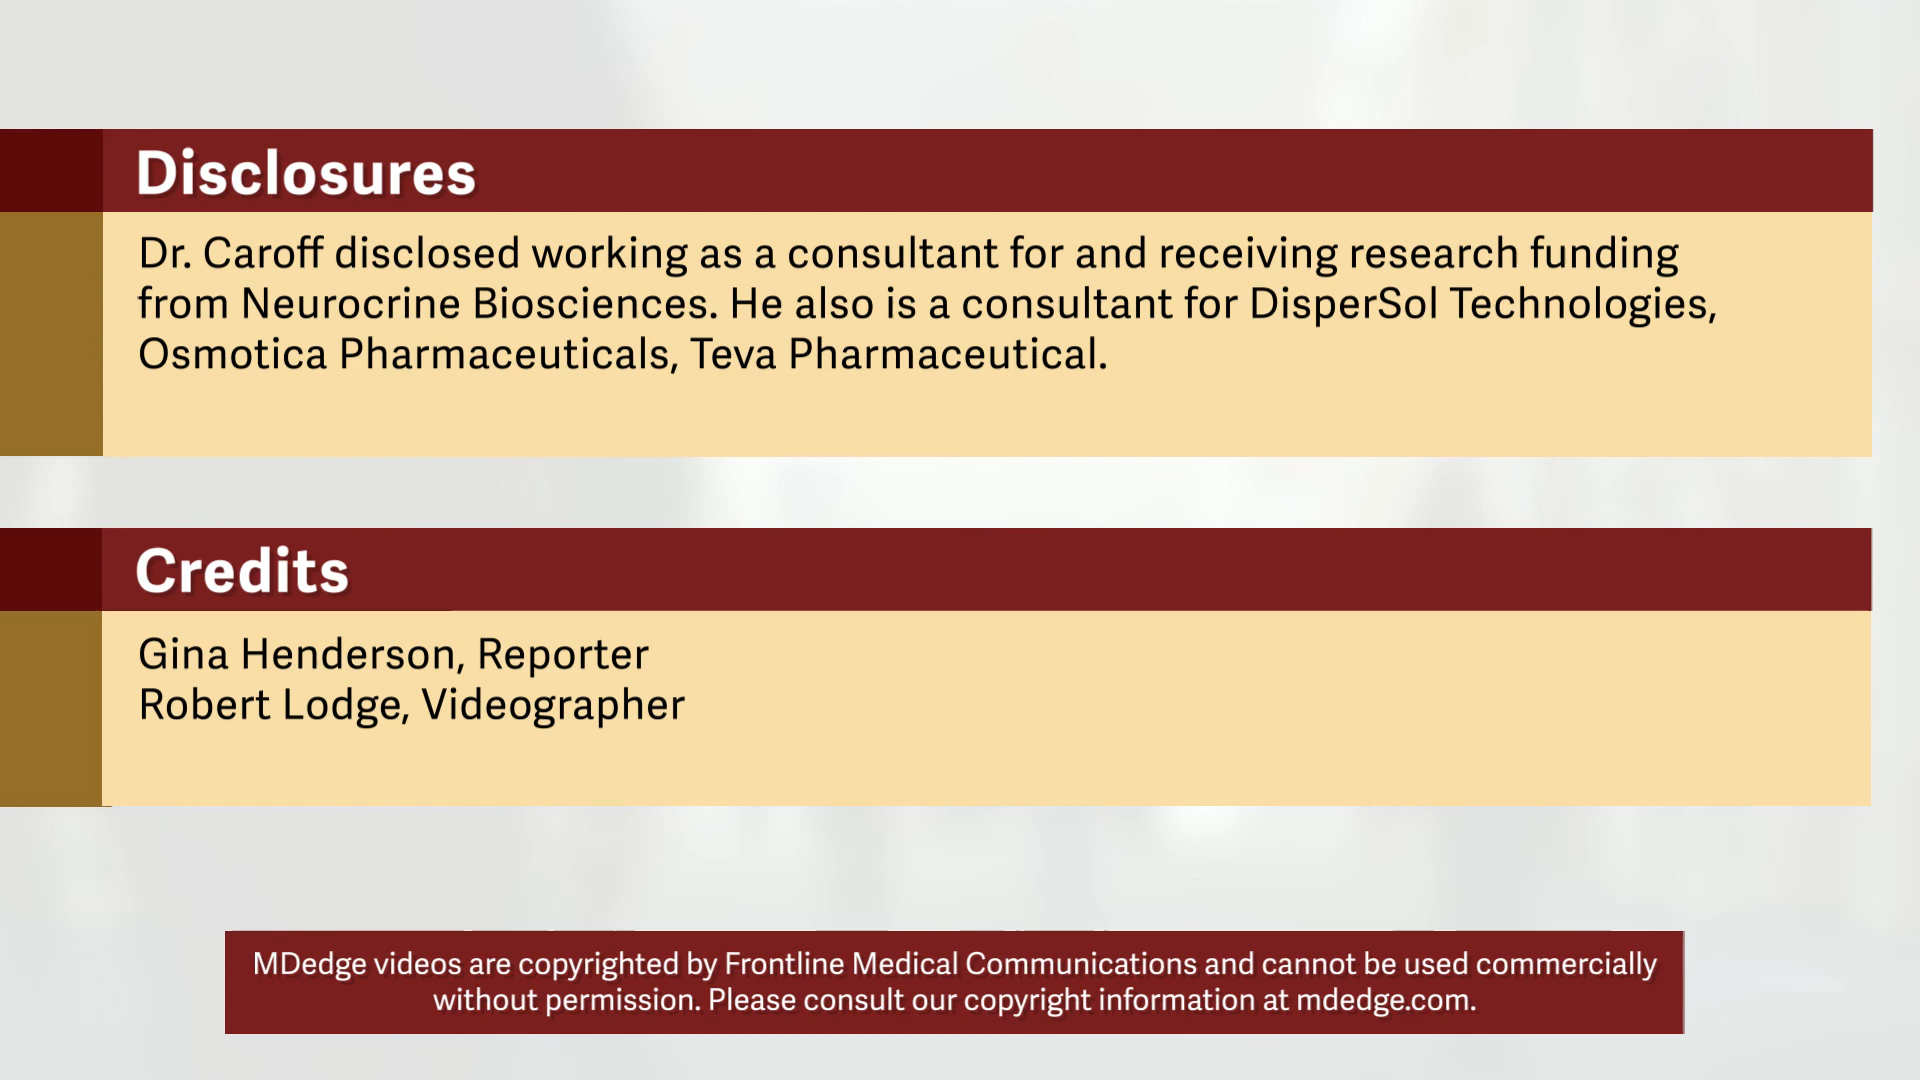 Disclosures
Dr. Caroff disclosed working as a consultant for and receiving research funding
from Neurocrine Biosciences. He also is a consultant for DisperSol Technologies,
Osmotica Pharmaceuticals, Teva Pharmaceutical.
Credits
Gina Henderson, Reporter
Robert Lodge, Videographer
MDedge videos are copyrighted by Frontline Medical Communications and cannot be used commercially
without permission. Please consult our copyright information at mdedge.com.